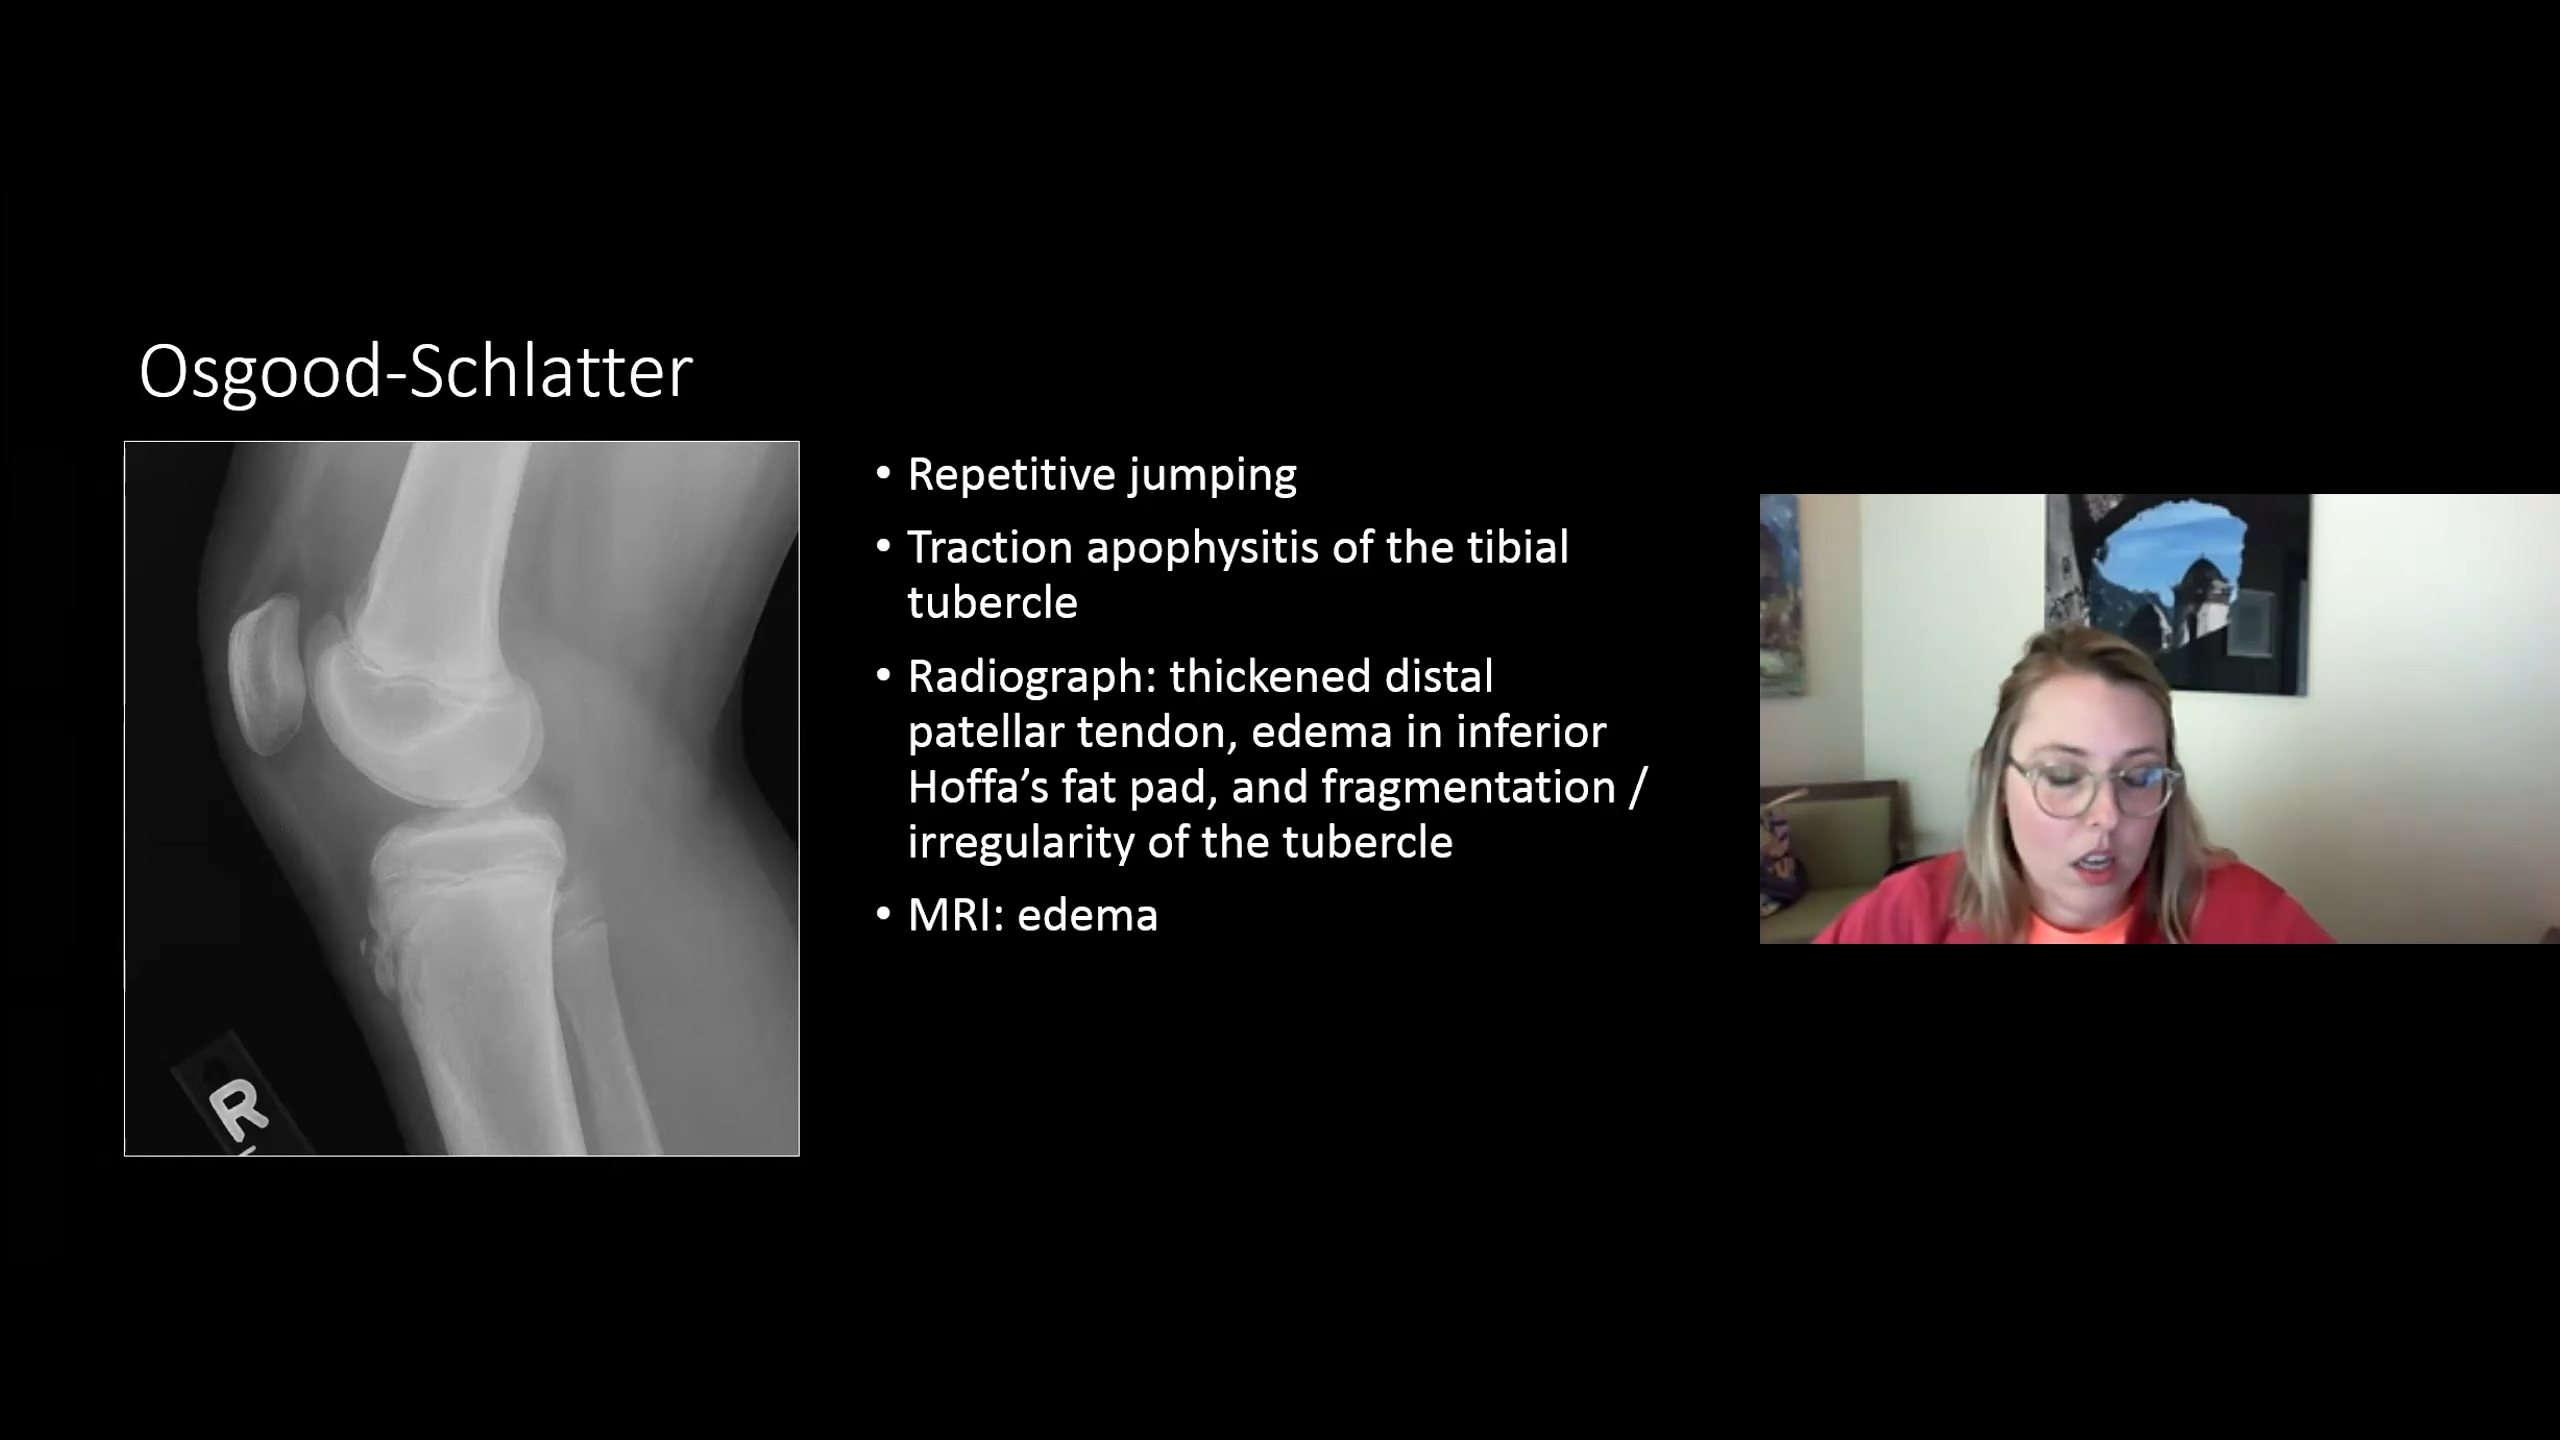 Osgood-Schlatter
• Repetitive jumping
• Traction apophysitis of the tibial
tubercle
• Radiograph: thickened distal
patellar tendon, edema in inferior
Hoffa’s fat pad, and fragmentation /
irregularity of the tubercle
• MRI: edema
R